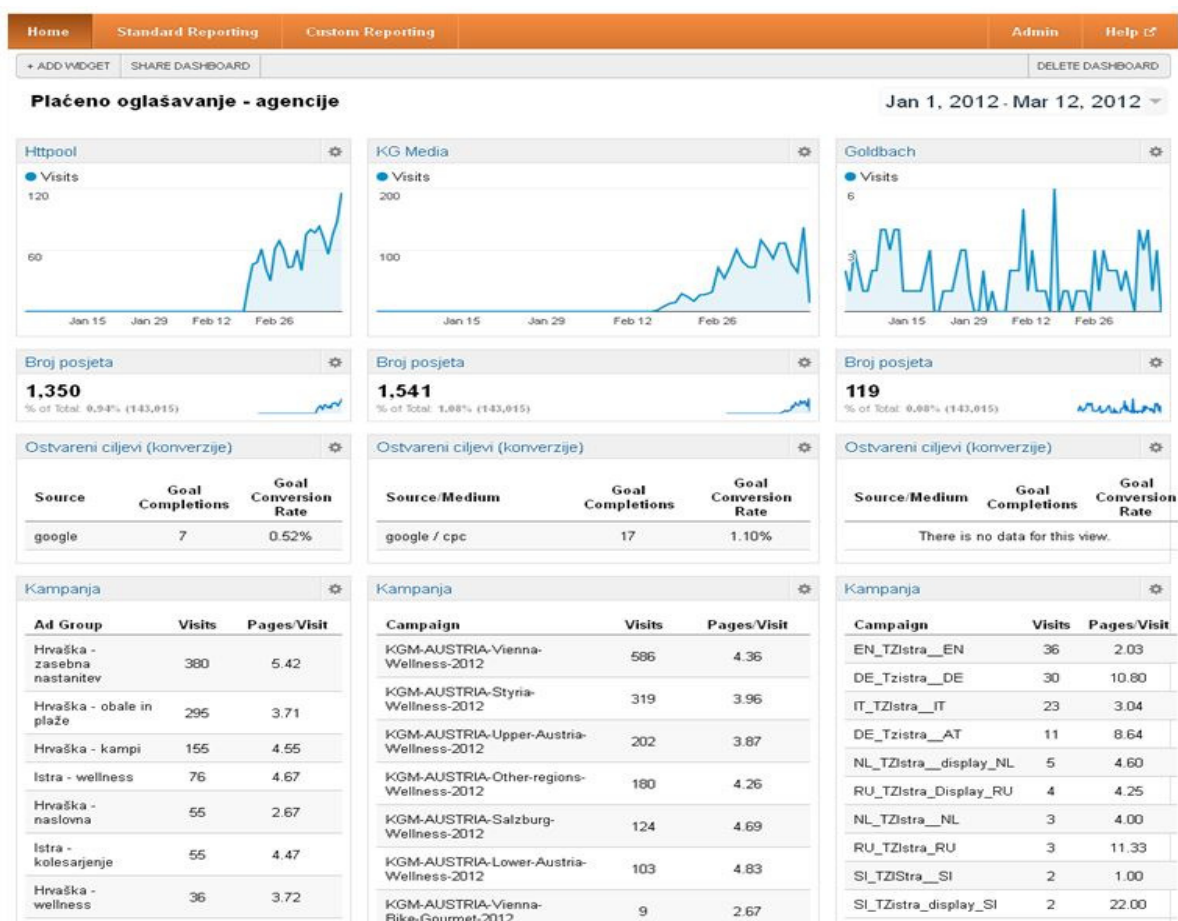 Home Standard Reporting Custom Reporting Admin Help
+ ADD WIDGET SHARE DASHBOARD DELETE DASHBOARD
Plaćeno oglašavanje - agencije
Jan 1, 2012 - Mar 12, 2012
Httpool
Visits
120
60
Jan 15 Jan 29 Feb 12 Feb 26
Broj posjeta
1,350
% of Total: 0.94% (143,015)
Ostvareni ciljevi (konverzije)
Source Goal Completions Goal Conversion Rate
google 7 0.52%
Kampanja
Ad Group Visits Pages/Visit
Hrvaška -
zasebna
nastanitev 380 5.42
Hrvaška - obale in
plaže 295 3.71
Hrvaška - kampi 155 4.55
Istra - wellness 76 4.67
Hrvaška -
naslovna 55 2.67
Istra -
kolesarjenje 55 4.47
Hrvaška -
wellness 36 3.72
KG Media
Visits
200
100
Jan 15 Jan 29 Feb 12 Feb 26
Broj posjeta
1,541
% of Total: 1.08% (143,015)
Ostvareni ciljevi (konverzije)
Source/Medium Goal Completions Goal Conversion Rate
google / cpc 17 1.10%
Kampanja
Campaign Visits Pages/Visit
KGM-AUSTRIA-Vienna-
Wellness-2012 586 4.36
KGM-AUSTRIA-Styria-
Wellness-2012 319 3.96
KGM-AUSTRIA-Upper-Austria-
Wellness-2012 202 3.87
KGM-AUSTRIA-Other-regions-
Wellness-2012 180 4.26
KGM-AUSTRIA-Salzburg-
Wellness-2012 124 4.69
KGM-AUSTRIA-Lower-Austria-
Wellness-2012 103 4.83
KGM-AUSTRIA-Vienna-
Bike-Gourmet-2012 9 2.67
Goldbach
Visits
6
3
Jan 15 Jan 29 Feb 12 Feb 26
Broj posjeta
119
% of Total: 0.08% (143,015)
Ostvareni ciljevi (konverzije)
Source/Medium Goal Completions Goal Conversion Rate
There is no data for this view.
Kampanja
Campaign Visits Pages/Visit
EN_TZIstra__EN 36 2.03
DE_Tzistra__DE 30 10.80
IT_TZIstra__IT 23 3.04
DE_Tzistra__AT 11 8.64
NL_TZIstra__display_NL 5 4.60
RU_TZIstra_Display_RU 4 4.25
NL_TZIstra__NL 3 4.00
RU_TZIstra_RU 3 11.33
SI_TZIStra__SI 2 1.00
SI_TZistra_display_SI 2 22.00